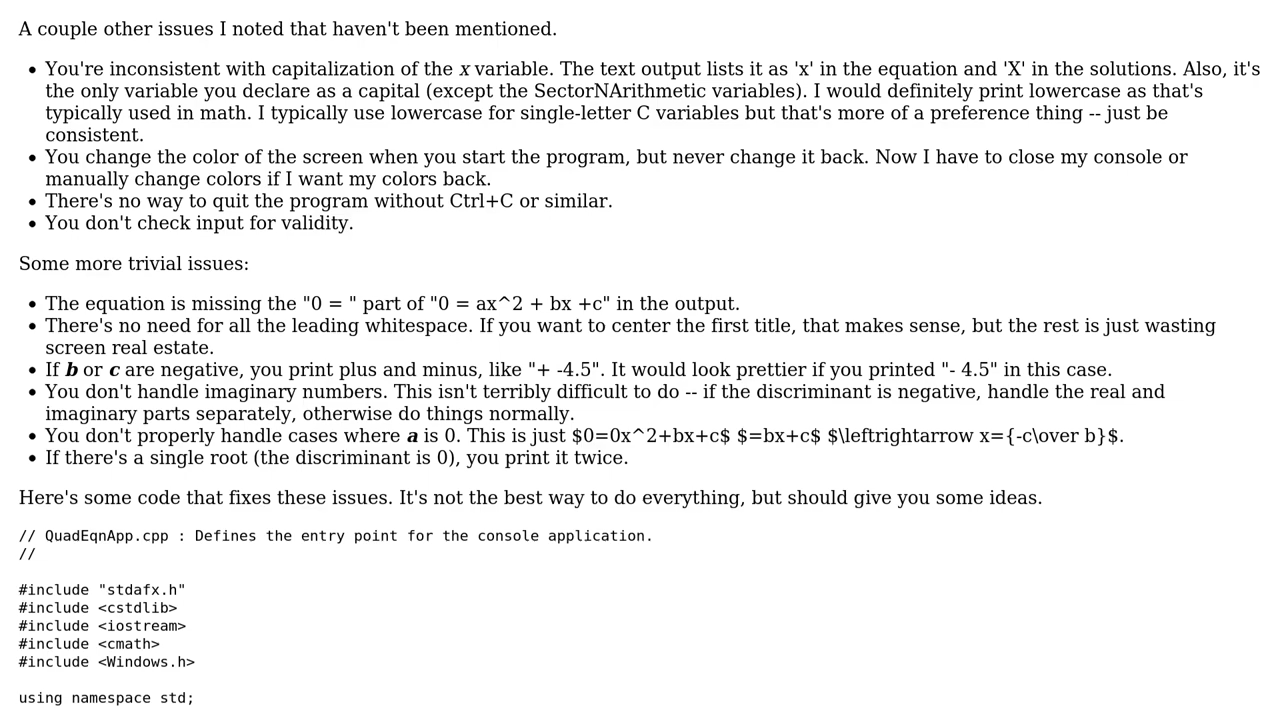 A couple other issues I noted that haven't been mentioned.
• You're inconsistent with capitalization of the x variable. The text output lists it as 'x' in the equation and 'X' in the solutions. Also, it's
the only variable you declare as a capital (except the SectorNArithmetic variables). I would definitely print lowercase as that's
typically used in math. I typically use lowercase for single-letter C variables but that's more of a preference thing -- just be
consistent.
• You change the color of the screen when you start the program, but never change it back. Now I have to close my console or
manually change colors if I want my colors back.
• There's no way to quit the program without Ctrl+C or similar.
• You don't check input for validity.
Some more trivial issues:
• The equation is missing the "0 = " part of "0 = ax^2 + bx +c" in the output.
• There's no need for all the leading whitespace. If you want to center the first title, that makes sense, but the rest is just wasting
screen real estate.
• If b or c are negative, you print plus and minus, like "+ -4.5". It would look prettier if you printed "- 4.5" in this case.
• You don't handle imaginary numbers. This isn't terribly difficult to do -- if the discriminant is negative, handle the real and
imaginary parts separately, otherwise do things normally.
• You don't properly handle cases where a is 0. This is just $0=0x^2+bx+c$ $=bx+c$ $\leftrightarrow x={-c\over b}$.
• If there's a single root (the discriminant is 0), you print it twice.
Here's some code that fixes these issues. It's not the best way to do everything, but should give you some ideas.
// QuadEqnApp.cpp : Defines the entry point for the console application.
//
#include "stdafx.h"
#include <cstdlib>
#include <iostream>
#include <cmath>
#include <Windows.h>
using namespace std;